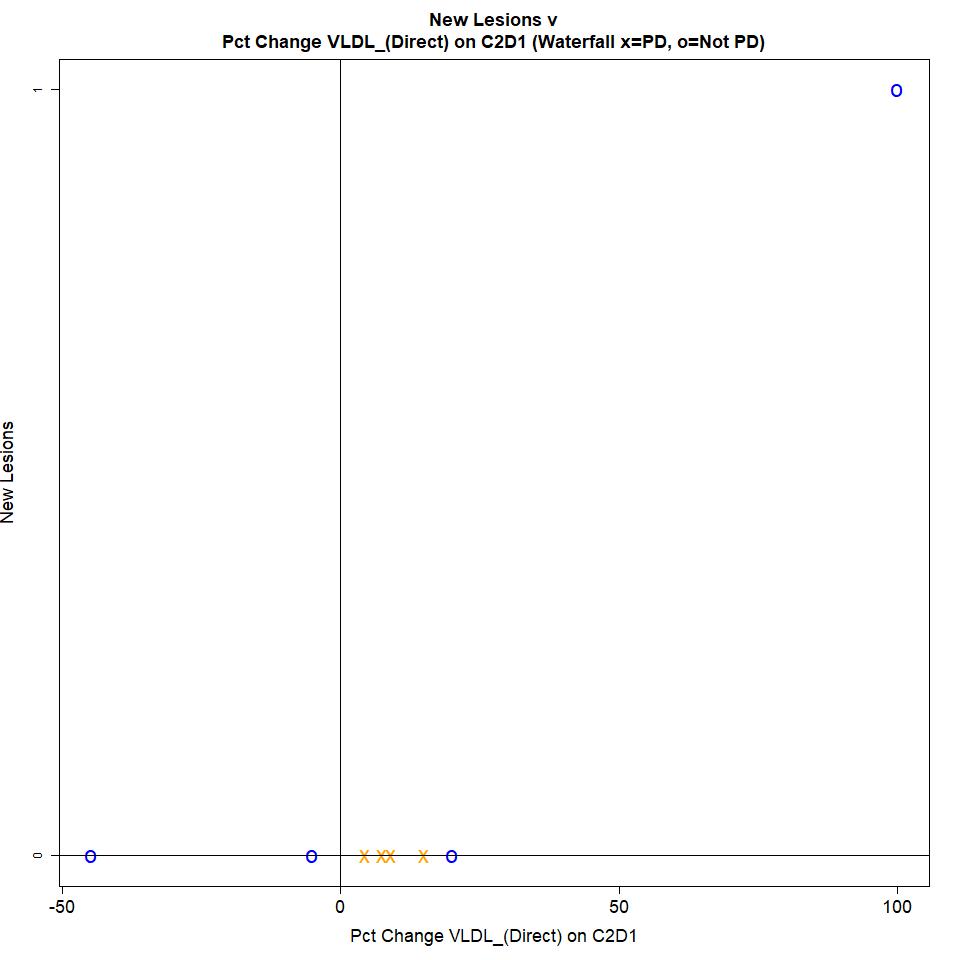 New Lesions v
Pct Change VLDL_(Direct) on C2D1 (Waterfall x=PD, o=Not PD)
1
New Lesions
0
-50 0 50 100
Pct Change VLDL_(Direct) on C2D1
o
o o x x x x o